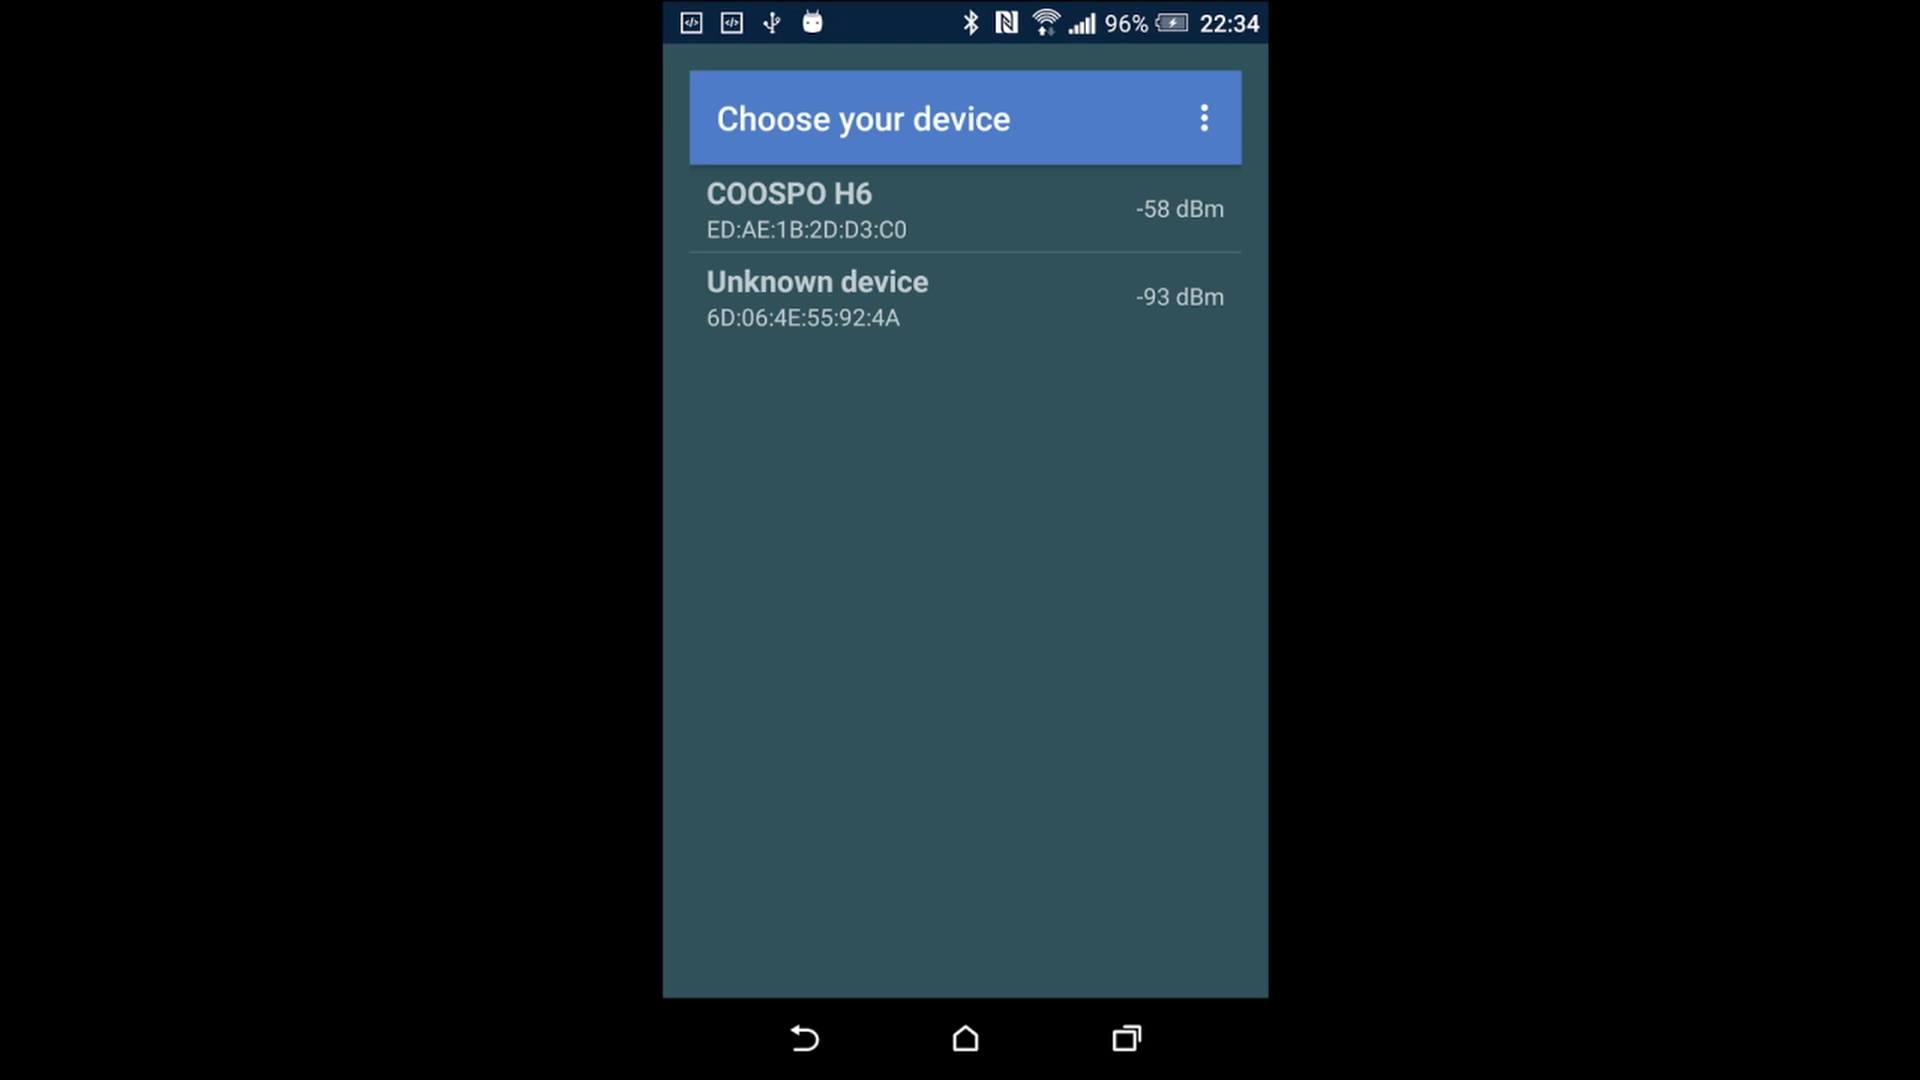 96% 22:34
Choose your device
COOSPO H6
-58 dBm
ED:AE:1B:2D:D3:C0
Unknown device
-93 dBm
6D:06:4E:55:92:4A